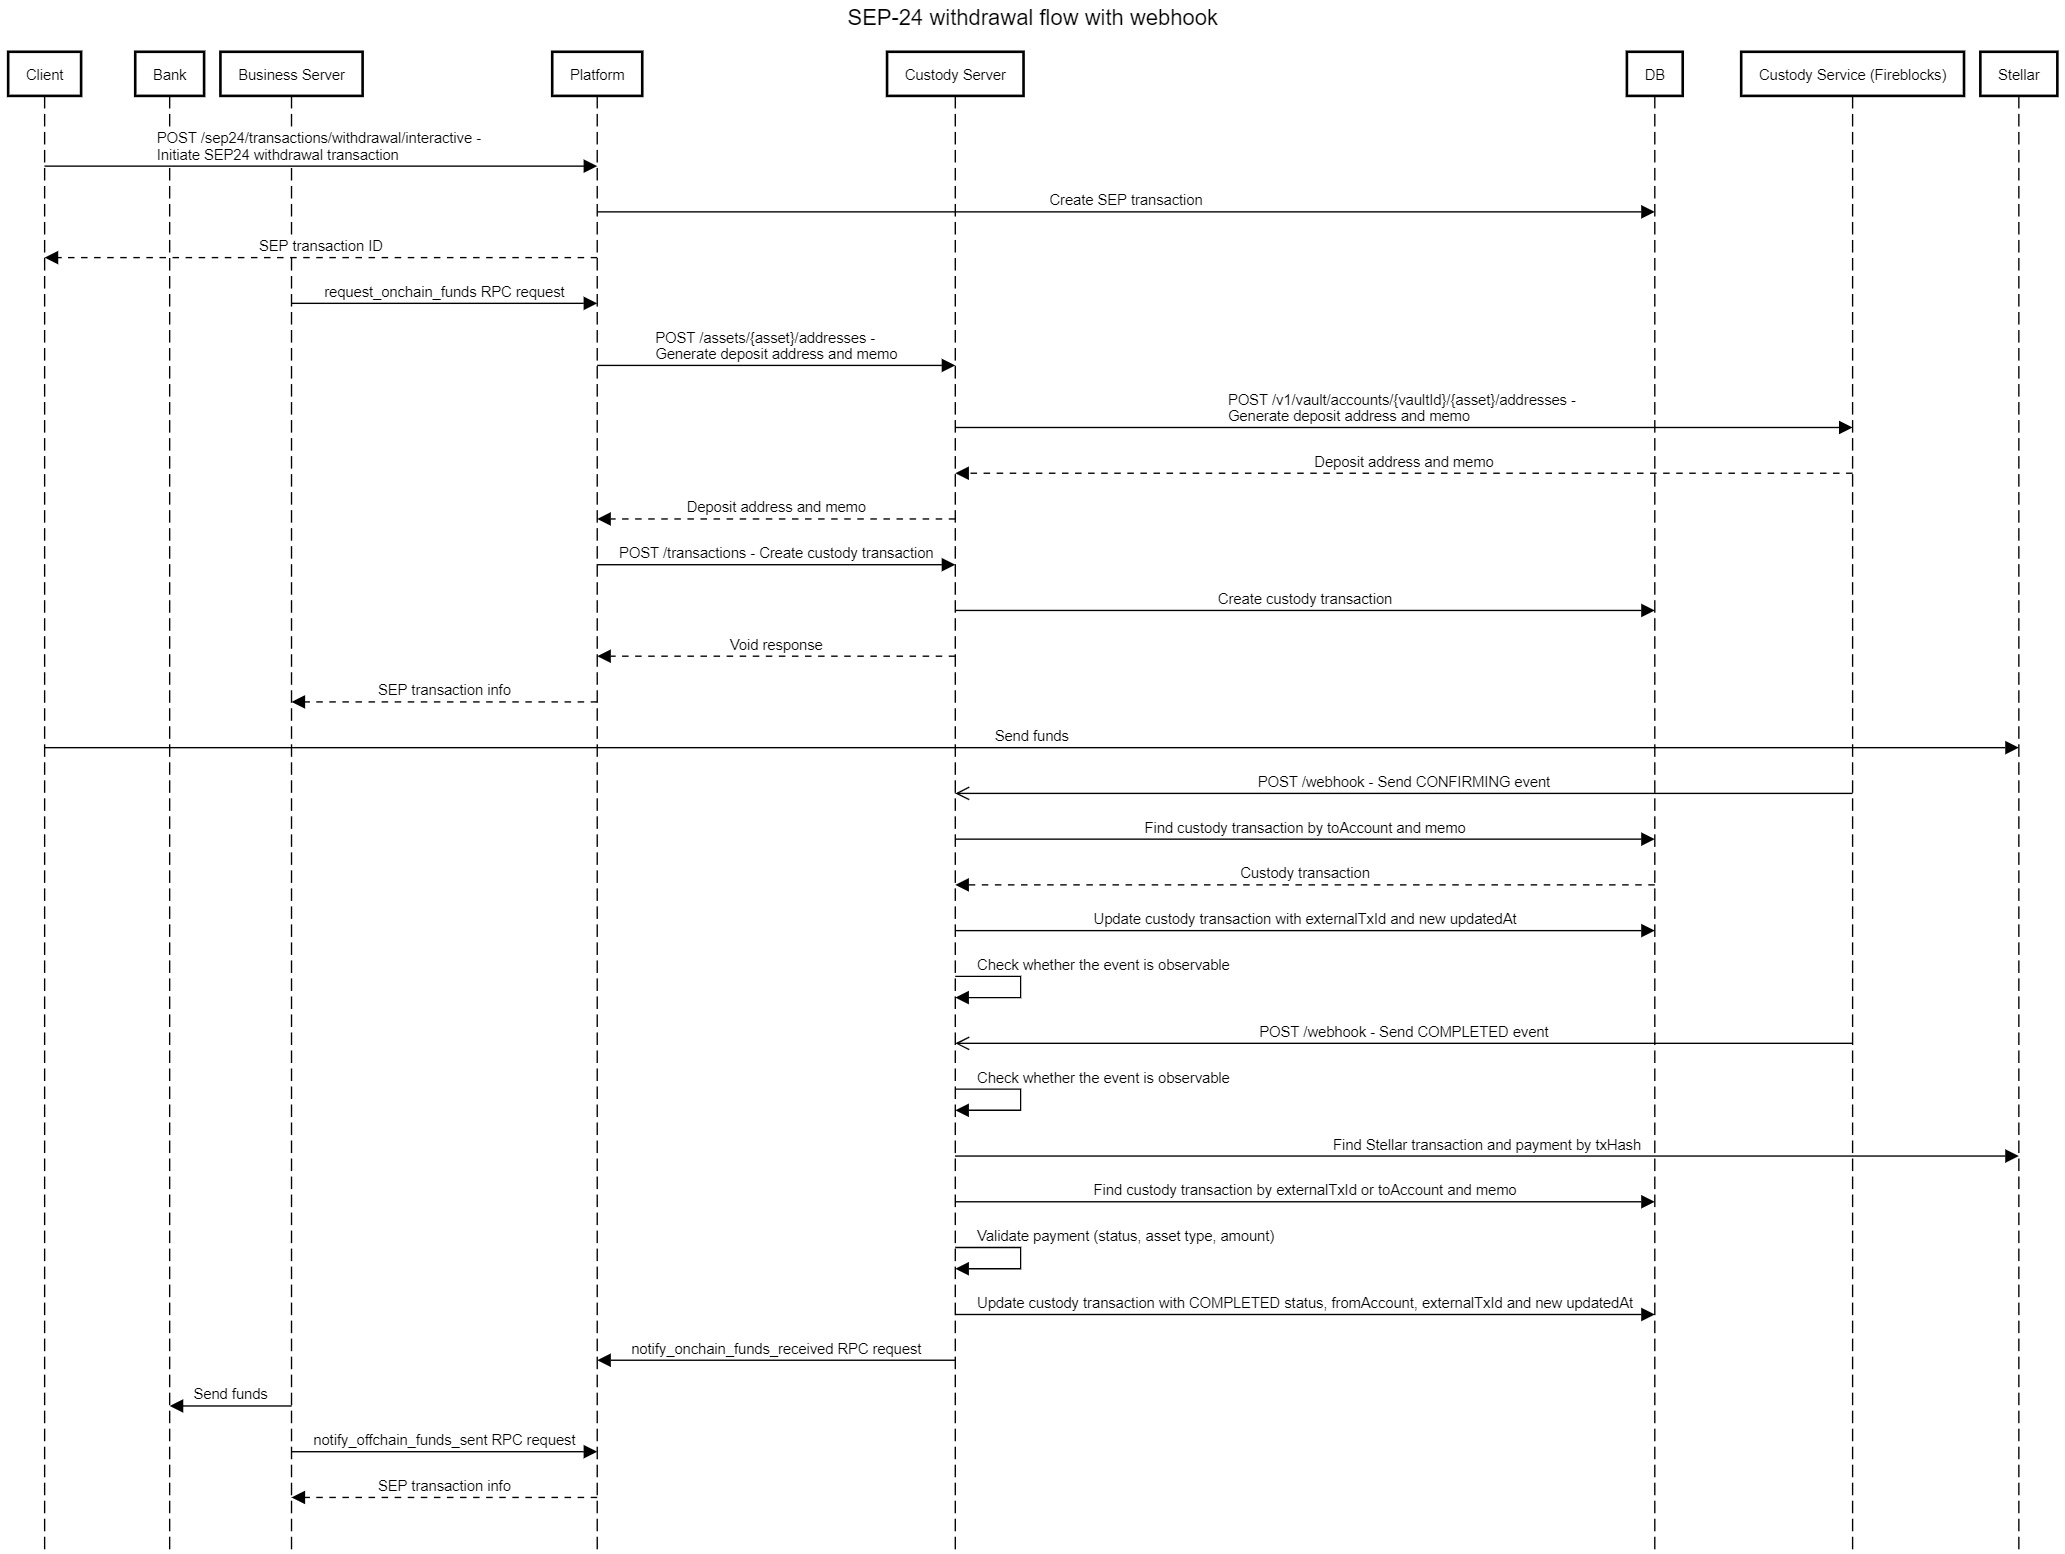 SEP-24 withdrawal flow with webhook
Client
Bank
Business Server
Platform
Custody Server
DB
Custody Service (Fireblocks)
Stellar
POST /sep24/transactions/withdrawal/interactive -
Initiate SEP24 withdrawal transaction
Create SEP transaction
SEP transaction ID
request_onchain_funds RPC request
POST /assets/{asset}/addresses -
Generate deposit address and memo
POST /v1/vault/accounts/{vaultId}/{asset}/addresses -
Generate deposit address and memo
Deposit address and memo
Deposit address and memo
POST /transactions - Create custody transaction
Create custody transaction
Void response
SEP transaction info
Send funds
POST /webhook - Send CONFIRMING event
Find custody transaction by toAccount and memo
Custody transaction
Update custody transaction with externalTxId and new updatedAt
Check whether the event is observable
POST /webhook - Send COMPLETED event
Check whether the event is observable
Find Stellar transaction and payment by txHash
Find custody transaction by externalTxId or toAccount and memo
Validate payment (status, asset type, amount)
Update custody transaction with COMPLETED status, fromAccount, externalTxId and new updatedAt
notify_onchain_funds_received RPC request
Send funds
notify_offchain_funds_sent RPC request
SEP transaction info